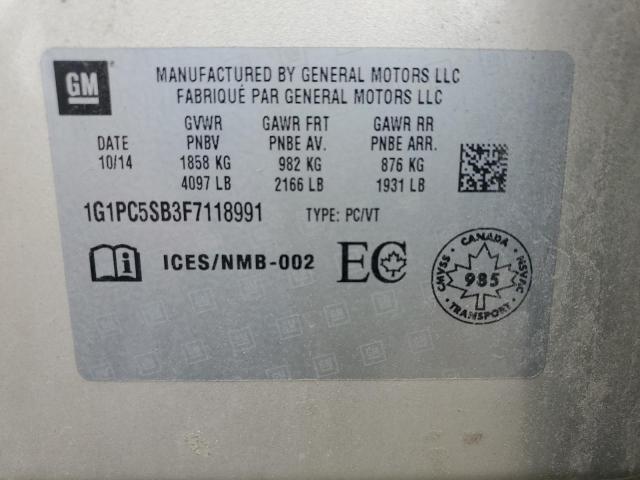 GM
MANUFACTURED BY GENERAL MOTORS LLC
FABRIQUÉ PAR GENERAL MOTORS LLC
GVWR GAWR FRT GAWR RR
DATE PNBV PNBE AV. PNBE ARR.
10/14 1858 KG 982 KG 876 KG
4097 LB 2166 LB 1931 LB
1G1PC5SB3F7118991 TYPE: PC/VT
i ICES/NMB-002 EC
CANADA
CMVSS 985 NSVAC
TRANSPORT